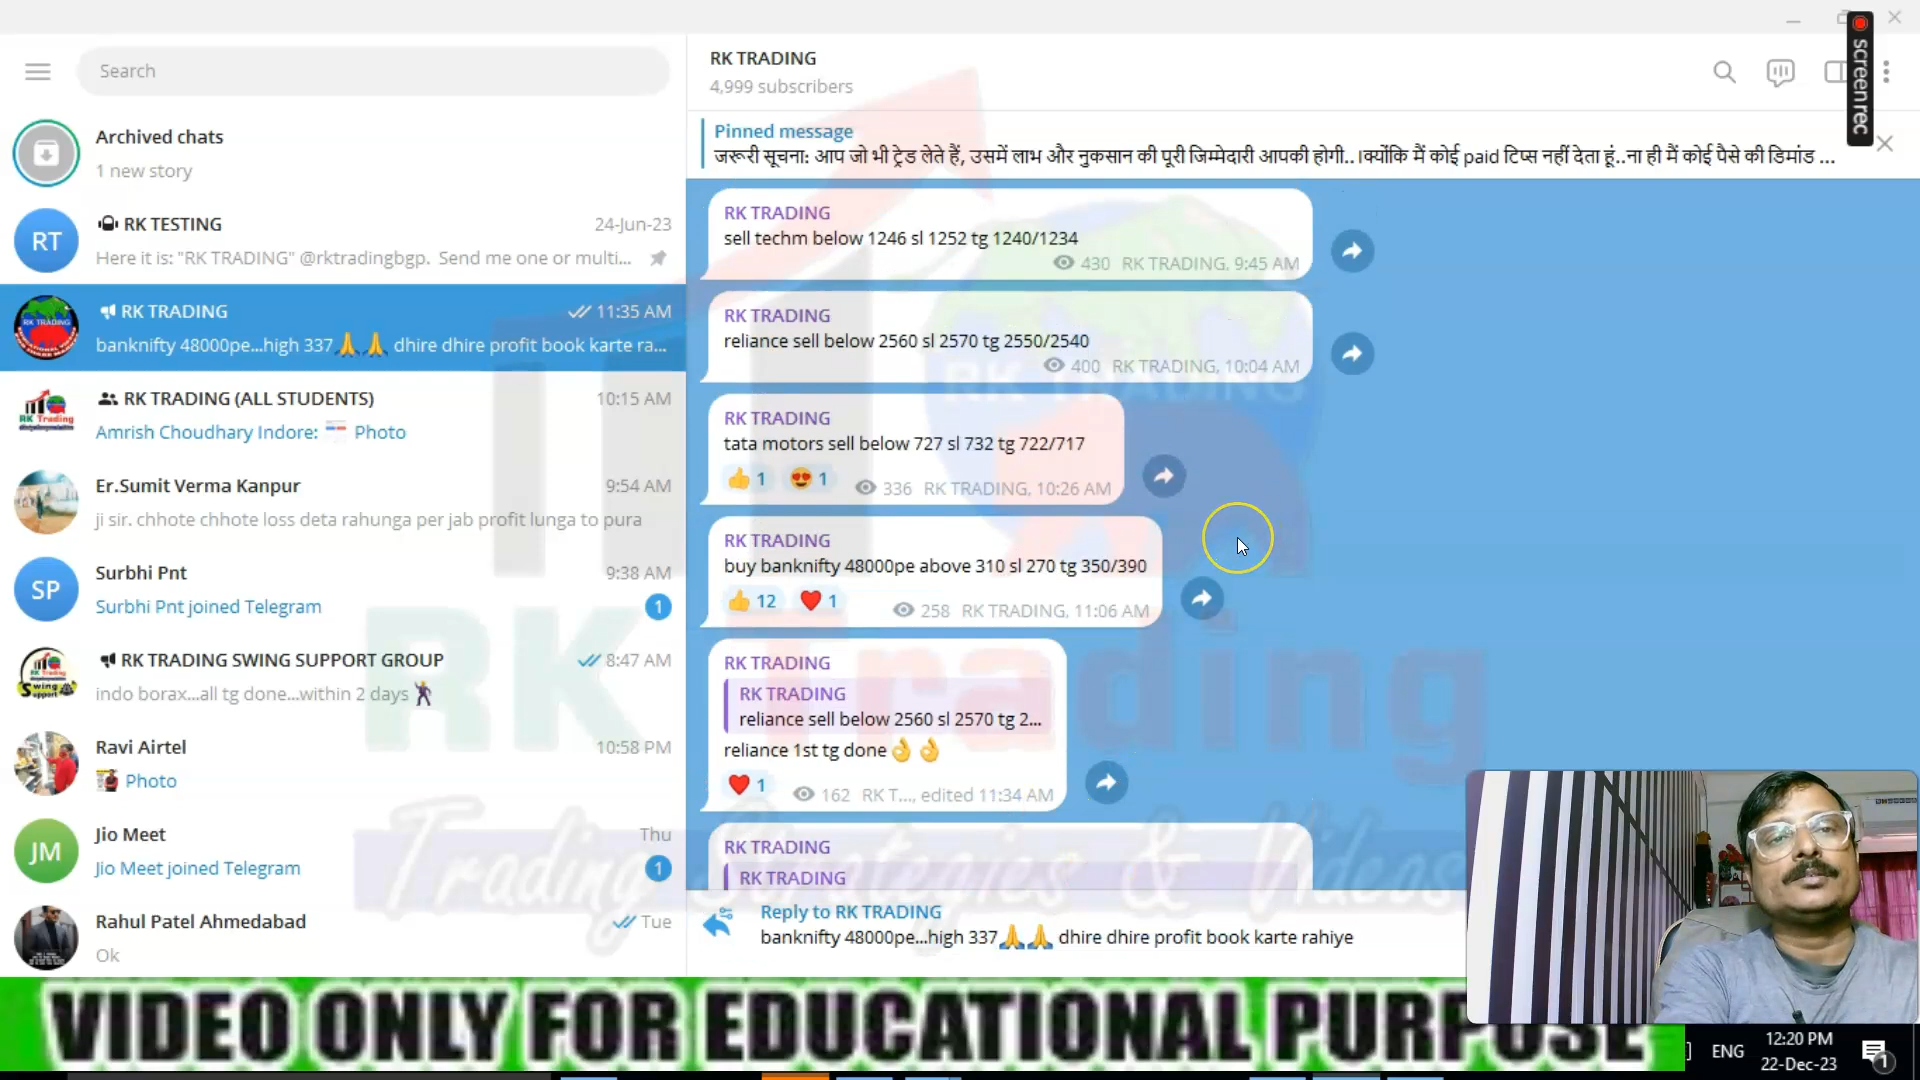 Search
Archived chats
1 new story
RT
RK TESTING
24-Jun-23
Here it is: "RK TRADING" @rktradingbgp. Send me one or multi...
RK TRADING
11:35 AM
banknifty 48000pe...high 337🙏🙏 dhire dhire profit book karte ra...
RK TRADING (ALL STUDENTS)
10:15 AM
Amrish Choudhary Indore: Photo
Er.Sumit Verma Kanpur
9:54 AM
ji sir. chhote chhote loss deta rahunga per jab profit lunga to pura
SP
Surbhi Pnt
9:38 AM
Surbhi Pnt joined Telegram
1
RK TRADING SWING SUPPORT GROUP
8:47 AM
indo borax...all tg done...within 2 days🕺
Ravi Airtel
10:58 PM
Photo
JM
Jio Meet
Thu
Jio Meet joined Telegram
1
Rahul Patel Ahmedabad
Tue
Ok
RK TRADING
4,999 subscribers
screenrec
Pinned message
जरूरी सूचना: आप जो भी ट्रेड लेते हैं, उसमें लाभ और नुकसान की पूरी जिम्मेदारी आपकी होगी..।क्योंकि मैं कोई paid टिप्स नहीं देता हूं..ना ही मैं कोई पैसे की डिमांड ...
RK TRADING
sell techm below 1246 sl 1252 tg 1240/1234
430 RK TRADING, 9:45 AM
RK TRADING
reliance sell below 2560 sl 2570 tg 2550/2540
400 RK TRADING, 10:04 AM
RK TRADING
tata motors sell below 727 sl 732 tg 722/717
👍 1 😍 1 336 RK TRADING, 10:26 AM
RK TRADING
buy banknifty 48000pe above 310 sl 270 tg 350/390
👍 12 ❤️ 1 258 RK TRADING, 11:06 AM
RK TRADING
RK TRADING
reliance sell below 2560 sl 2570 tg 2...
reliance 1st tg done👌👌
❤️ 1 162 RK T..., edited 11:34 AM
RK TRADING
RK TRADING
Reply to RK TRADING
banknifty 48000pe...high 337🙏🙏 dhire dhire profit book karte rahiye
RK TRADING
RK Trading
Trading Strategies & Videos
VIDEO ONLY FOR EDUCATIONAL PURPOSE
ENG
12:20 PM
22-Dec-23
1